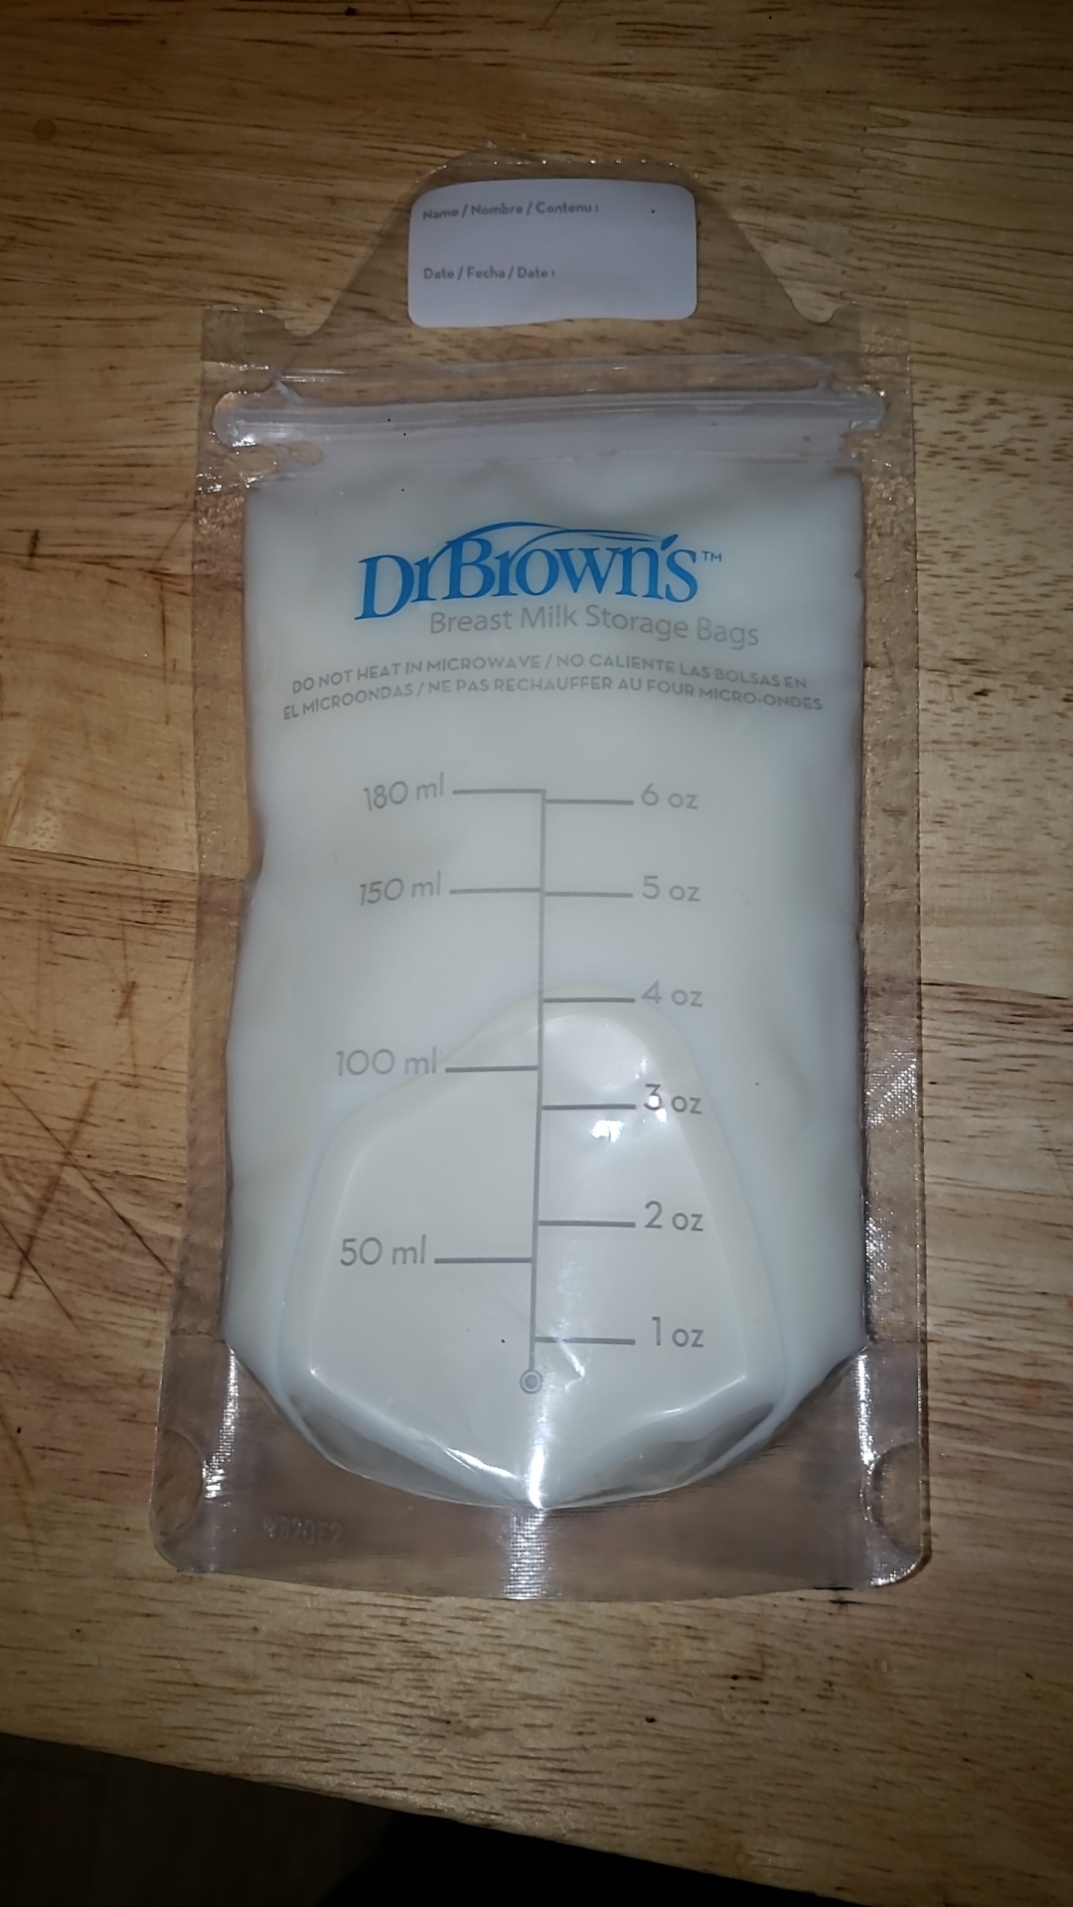 Name / Nombre / Contenu :
Date / Fecha / Date :
Dr Brown's™
Breast Milk Storage Bags
DO NOT HEAT IN MICROWAVE / NO CALIENTE LAS BOLSAS EN
EL MICROONDAS / NE PAS RECHAUFFER AU FOUR MICRO-ONDES
180 ml 6 oz
150 ml 5 oz
4 oz
100 ml
3 oz
2 oz
50 ml
1 oz